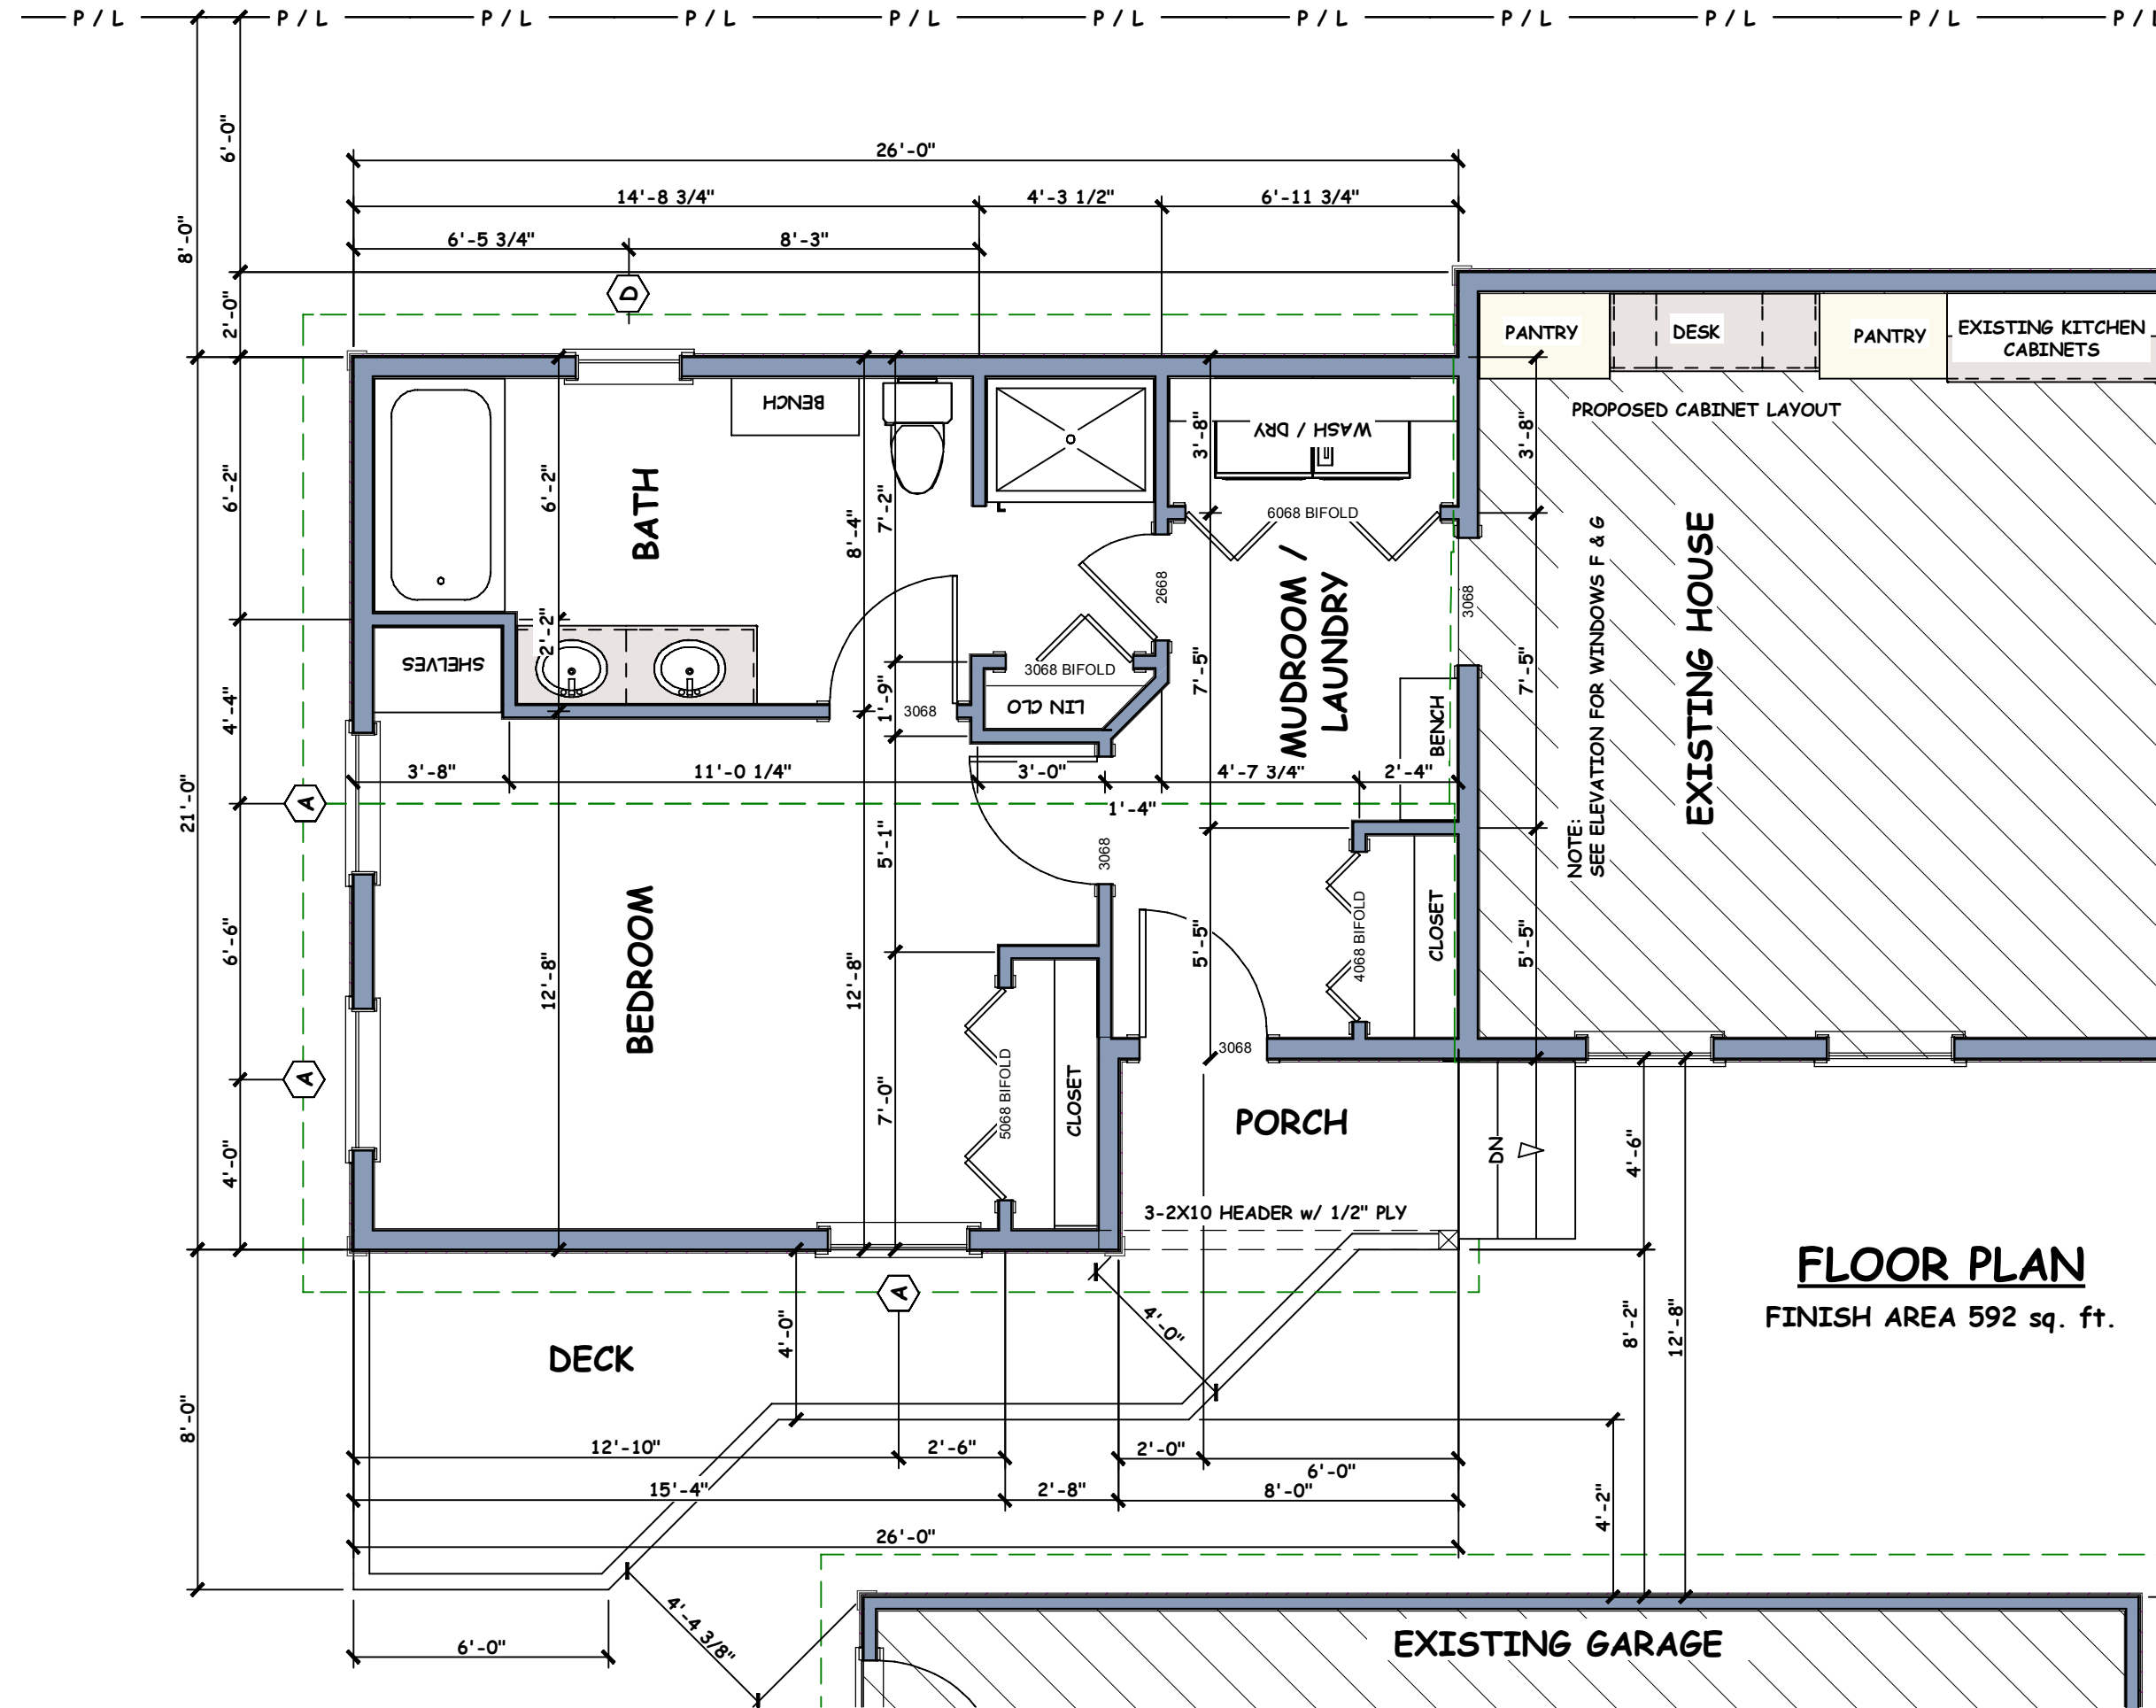 P / L P / L P / L P / L P / L P / L P / L P / L P / L P / L P / L
6'-0"
26'-0"
14'-8 3/4" 4'-3 1/2" 6'-11 3/4"
8'-0"
6'-5 3/4" 8'-3"
2'-0"
D
PANTRY DESK PANTRY EXISTING KITCHEN
CABINETS
BENCH
WASH / DRY
PROPOSED CABINET LAYOUT
3'-8" 3'-8"
6'-2" 6'-2"
BATH
8'-4" 7'-2"
6068 BIFOLD
2668
3068
MUDROOM /
LAUNDRY
NOTE:
SEE ELEVATION FOR WINDOWS F & G
EXISTING HOUSE
2'-2"
SHELVES
3068 BIFOLD
LIN CLO
1'-9"
3068
7'-5" 7'-5"
4'-4"
BENCH
3'-8" 11'-0 1/4" 3'-0" 4'-7 3/4" 2'-4"
21'-0"
A
1'-4"
5'-1"
3068
6'-6"
BEDROOM
12'-8" 12'-8"
5'-5" 5'-5"
4068 BIFOLD
CLOSET
3068
A
7'-0"
5068 BIFOLD
CLOSET
PORCH
DN
4'-6"
4'-0"
3-2X10 HEADER w/ 1/2" PLY
FLOOR PLAN
FINISH AREA 592 sq. ft.
A
4'-0"
4'-0"
8'-2" 12'-8"
DECK
8'-0"
12'-10" 2'-6" 2'-0"
6'-0"
15'-4" 2'-8" 8'-0"
4'-2"
26'-0"
6'-0"
4'-4 3/8"
EXISTING GARAGE